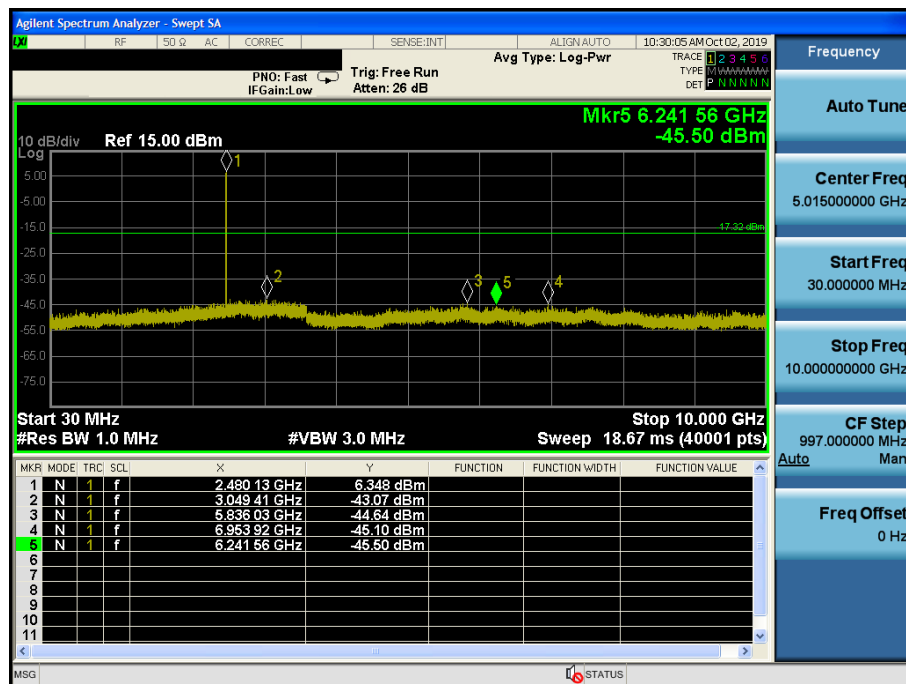 Agilent Spectrum Analyzer - Swept SA
LXI RF 50 Ω AC CORREC SENSE:INT ALIGN AUTO 10:30:05 AM Oct 02, 2019
Avg Type: Log-Pwr
TRACE 1 2 3 4 5 6
TYPE M W W W W W
DET P N N N N N
PNO: Fast
IFGain:Low
Trig: Free Run
Atten: 26 dB
Mkr5 6.241 56 GHz
-45.50 dBm
10 dB/div Ref 15.00 dBm
Log
5.00
-5.00
-15.0
-25.0
-35.0
-45.0
-55.0
-65.0
-75.0
1
2
3
5
4
-17.32 dBm
Start 30 MHz Stop 10.000 GHz
#Res BW 1.0 MHz #VBW 3.0 MHz Sweep 18.67 ms (40001 pts)
MKR MODE TRC SCL X Y FUNCTION FUNCTION WIDTH FUNCTION VALUE
1 N 1 f 2.480 13 GHz 6.348 dBm
2 N 1 f 3.049 41 GHz -43.07 dBm
3 N 1 f 5.836 03 GHz -44.64 dBm
4 N 1 f 6.953 92 GHz -45.10 dBm
5 N 1 f 6.241 56 GHz -45.50 dBm
6
7
8
9
10
11
MSG STATUS
Frequency
Auto Tune
Center Freq
5.015000000 GHz
Start Freq
30.000000 MHz
Stop Freq
10.000000000 GHz
CF Step
997.000000 MHz
Auto Man
Freq Offset
0 Hz